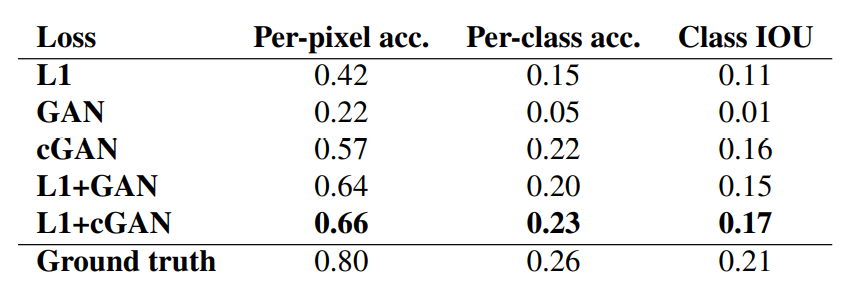 Loss Per-pixel acc. Per-class acc. Class IOU
L1 0.42 0.15 0.11
GAN 0.22 0.05 0.01
cGAN 0.57 0.22 0.16
L1+GAN 0.64 0.20 0.15
L1+cGAN 0.66 0.23 0.17
Ground truth 0.80 0.26 0.21